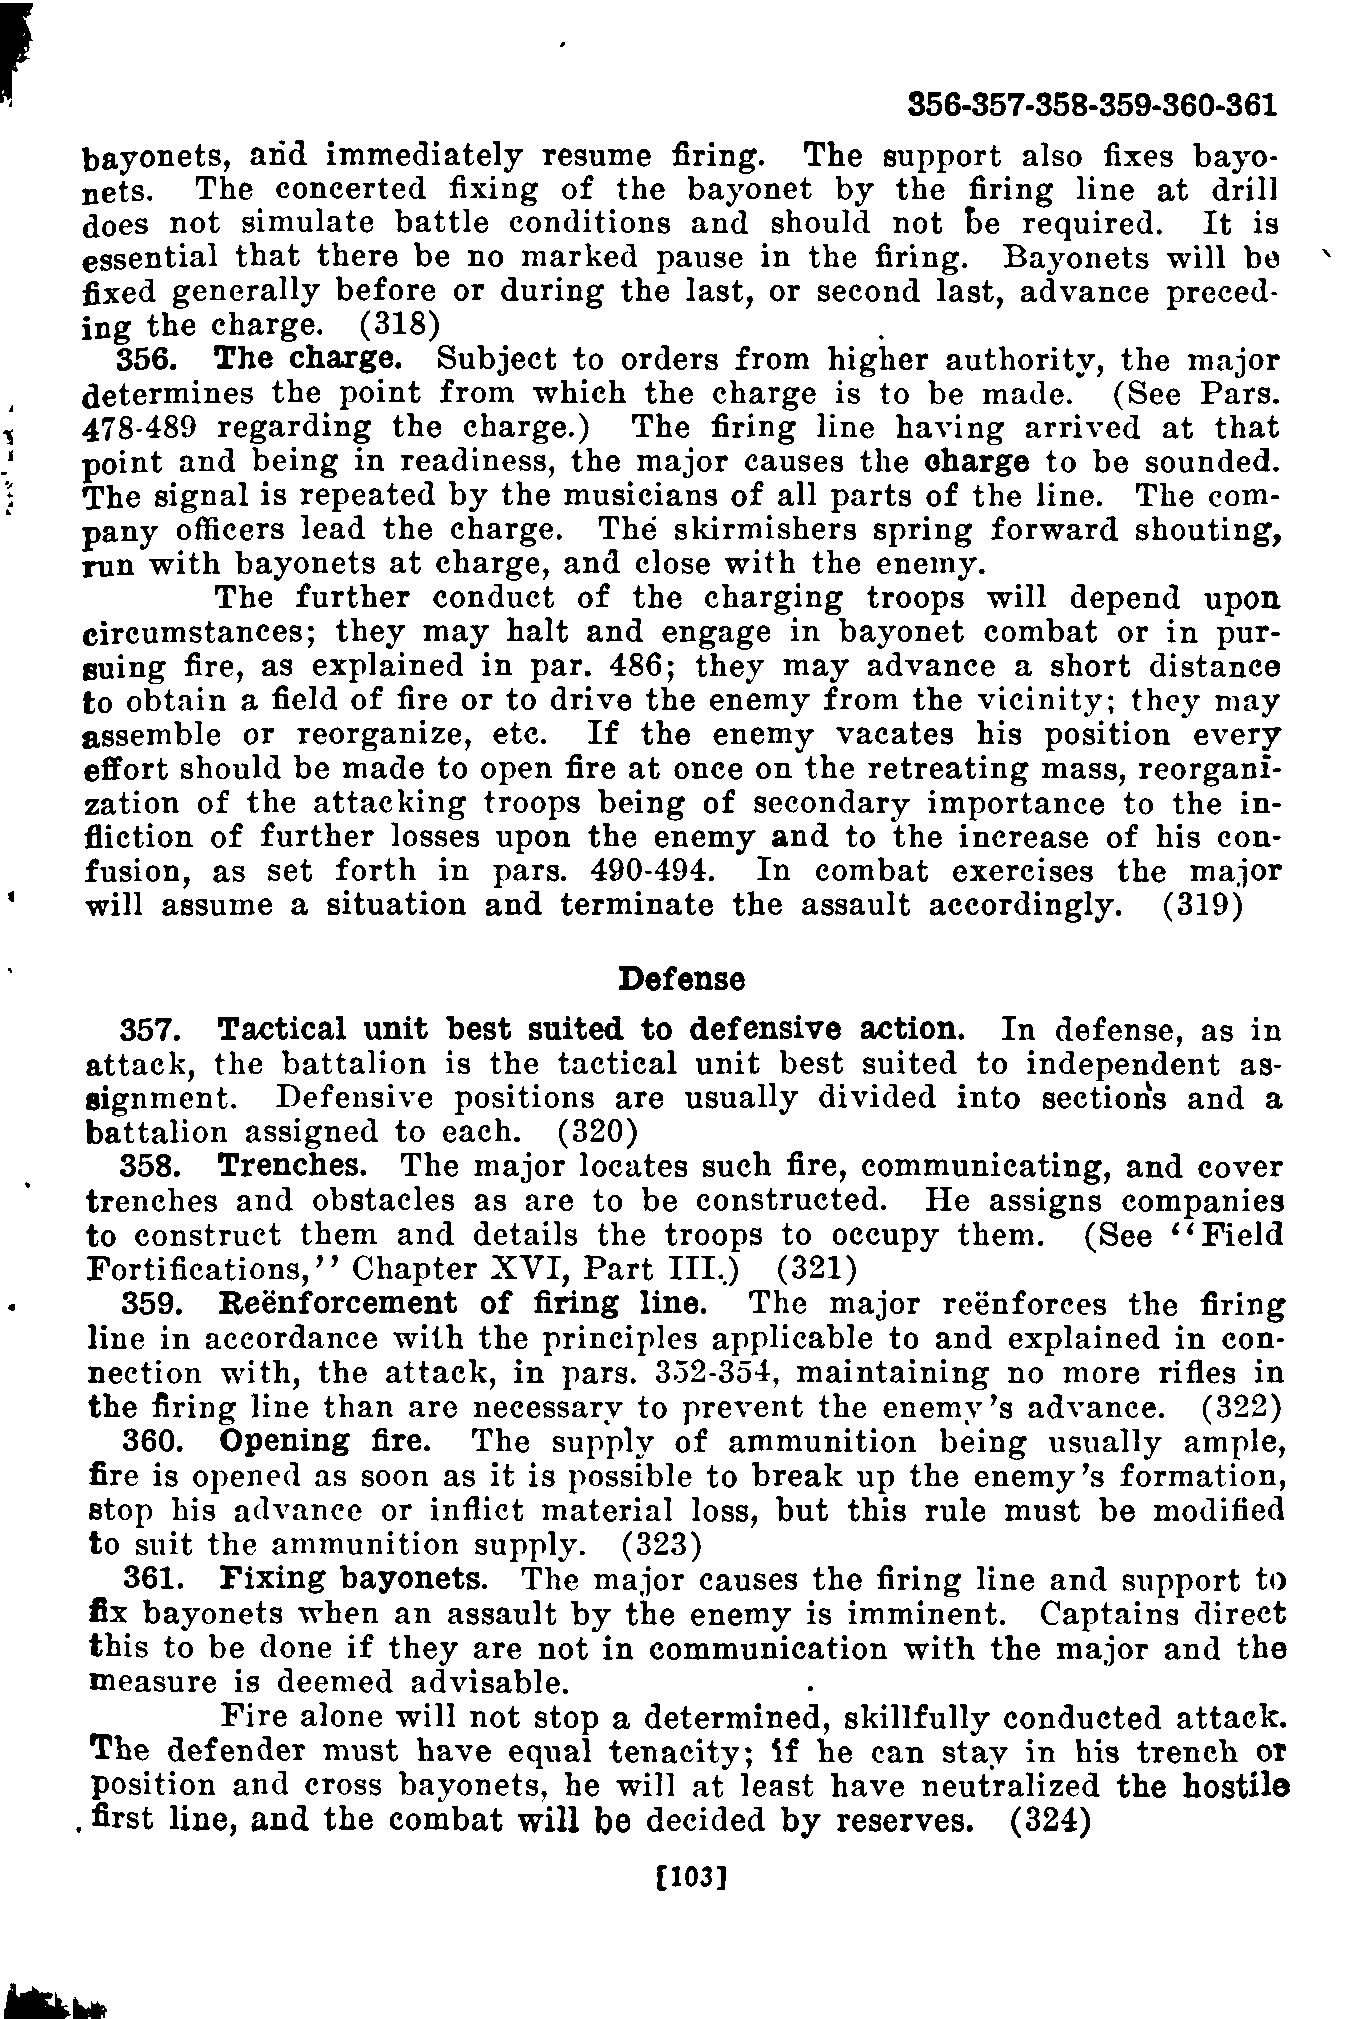 356-357-358-359-360-361
bayonets, and immediately resume firing. The support also fixes bayo-
nets. The concerted fixing of the bayonet by the firing line at drill
does not simulate battle conditions and should not be required. It is
essential that there be no marked pause in the firing. Bayonets will be
fixed generally before or during the last, or second last, advance preced-
ing the charge. (318)
356. The charge. Subject to orders from higher authority, the major
determines the point from which the charge is to be made. (See Pars.
478-489 regarding the charge.) The firing line having arrived at that
point and being in readiness, the major causes the charge to be sounded.
The signal is repeated by the musicians of all parts of the line. The com-
pany officers lead the charge. The skirmishers spring forward shouting,
run with bayonets at charge, and close with the enemy.
The further conduct of the charging troops will depend upon
circumstances; they may halt and engage in bayonet combat or in pur-
suing fire, as explained in par. 486; they may advance a short distance
to obtain a field of fire or to drive the enemy from the vicinity; they may
assemble or reorganize, etc. If the enemy vacates his position every
effort should be made to open fire at once on the retreating mass, reorgani-
zation of the attacking troops being of secondary importance to the in-
fliction of further losses upon the enemy and to the increase of his con-
fusion, as set forth in pars. 490-494. In combat exercises the major
will assume a situation and terminate the assault accordingly. (319)
Defense
357. Tactical unit best suited to defensive action. In defense, as in
attack, the battalion is the tactical unit best suited to independent as-
signment. Defensive positions are usually divided into sections and a
battalion assigned to each. (320)
358. Trenches. The major locates such fire, communicating, and cover
trenches and obstacles as are to be constructed. He assigns companies
to construct them and details the troops to occupy them. (See "Field
Fortifications," Chapter XVI, Part III.) (321)
359. Reënforcement of firing line. The major reënforces the firing
line in accordance with the principles applicable to and explained in con-
nection with, the attack, in pars. 352-354, maintaining no more rifles in
the firing line than are necessary to prevent the enemy's advance. (322)
360. Opening fire. The supply of ammunition being usually ample,
fire is opened as soon as it is possible to break up the enemy's formation,
stop his advance or inflict material loss, but this rule must be modified
to suit the ammunition supply. (323)
361. Fixing bayonets. The major causes the firing line and support to
fix bayonets when an assault by the enemy is imminent. Captains direct
this to be done if they are not in communication with the major and the
measure is deemed advisable.
Fire alone will not stop a determined, skillfully conducted attack.
The defender must have equal tenacity; if he can stay in his trench or
position and cross bayonets, he will at least have neutralized the hostile
first line, and the combat will be decided by reserves. (324)
[103]